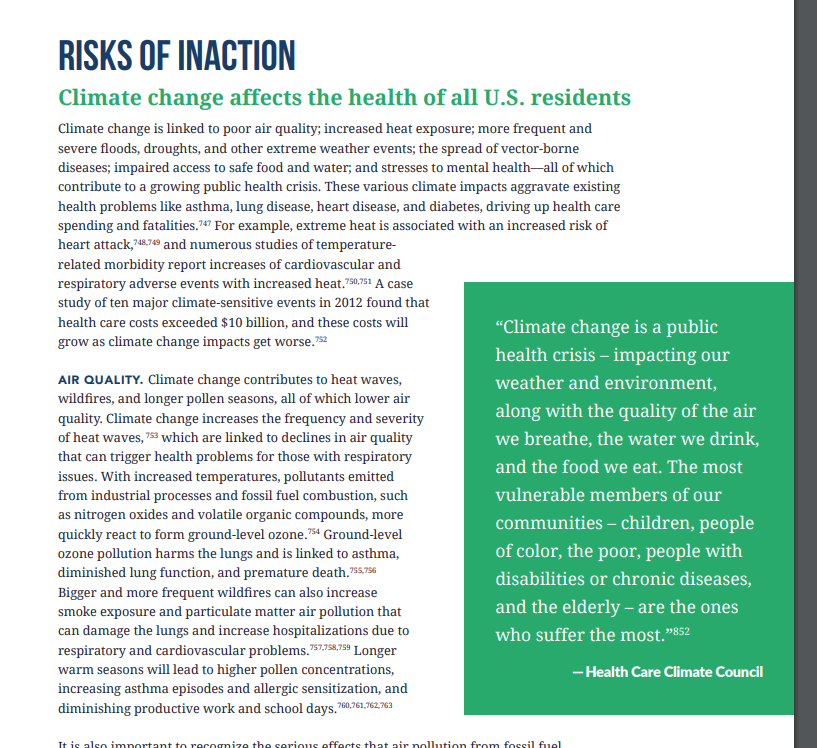 RISKS OF INACTION
Climate change affects the health of all U.S. residents
Climate change is linked to poor air quality; increased heat exposure; more frequent and
severe floods, droughts, and other extreme weather events; the spread of vector-borne
diseases; impaired access to safe food and water; and stresses to mental health—all of which
contribute to a growing public health crisis. These various climate impacts aggravate existing
health problems like asthma, lung disease, heart disease, and diabetes, driving up health care
spending and fatalities.747 For example, extreme heat is associated with an increased risk of
heart attack,748,749 and numerous studies of temperature-
related morbidity report increases of cardiovascular and
respiratory adverse events with increased heat.750,751 A case
study of ten major climate-sensitive events in 2012 found that
health care costs exceeded $10 billion, and these costs will
grow as climate change impacts get worse.752
AIR QUALITY. Climate change contributes to heat waves,
wildfires, and longer pollen seasons, all of which lower air
quality. Climate change increases the frequency and severity
of heat waves,753 which are linked to declines in air quality
that can trigger health problems for those with respiratory
issues. With increased temperatures, pollutants emitted
from industrial processes and fossil fuel combustion, such
as nitrogen oxides and volatile organic compounds, more
quickly react to form ground-level ozone.754 Ground-level
ozone pollution harms the lungs and is linked to asthma,
diminished lung function, and premature death.755,756
Bigger and more frequent wildfires can also increase
smoke exposure and particulate matter air pollution that
can damage the lungs and increase hospitalizations due to
respiratory and cardiovascular problems.757,758,759 Longer
warm seasons will lead to higher pollen concentrations,
increasing asthma episodes and allergic sensitization, and
diminishing productive work and school days.760,761,762,763
It is also important to recognize the serious effects that air pollution from fossil fuel
“Climate change is a public
health crisis – impacting our
weather and environment,
along with the quality of the air
we breathe, the water we drink,
and the food we eat. The most
vulnerable members of our
communities – children, people
of color, the poor, people with
disabilities or chronic diseases,
and the elderly – are the ones
who suffer the most.”852
— Health Care Climate Council